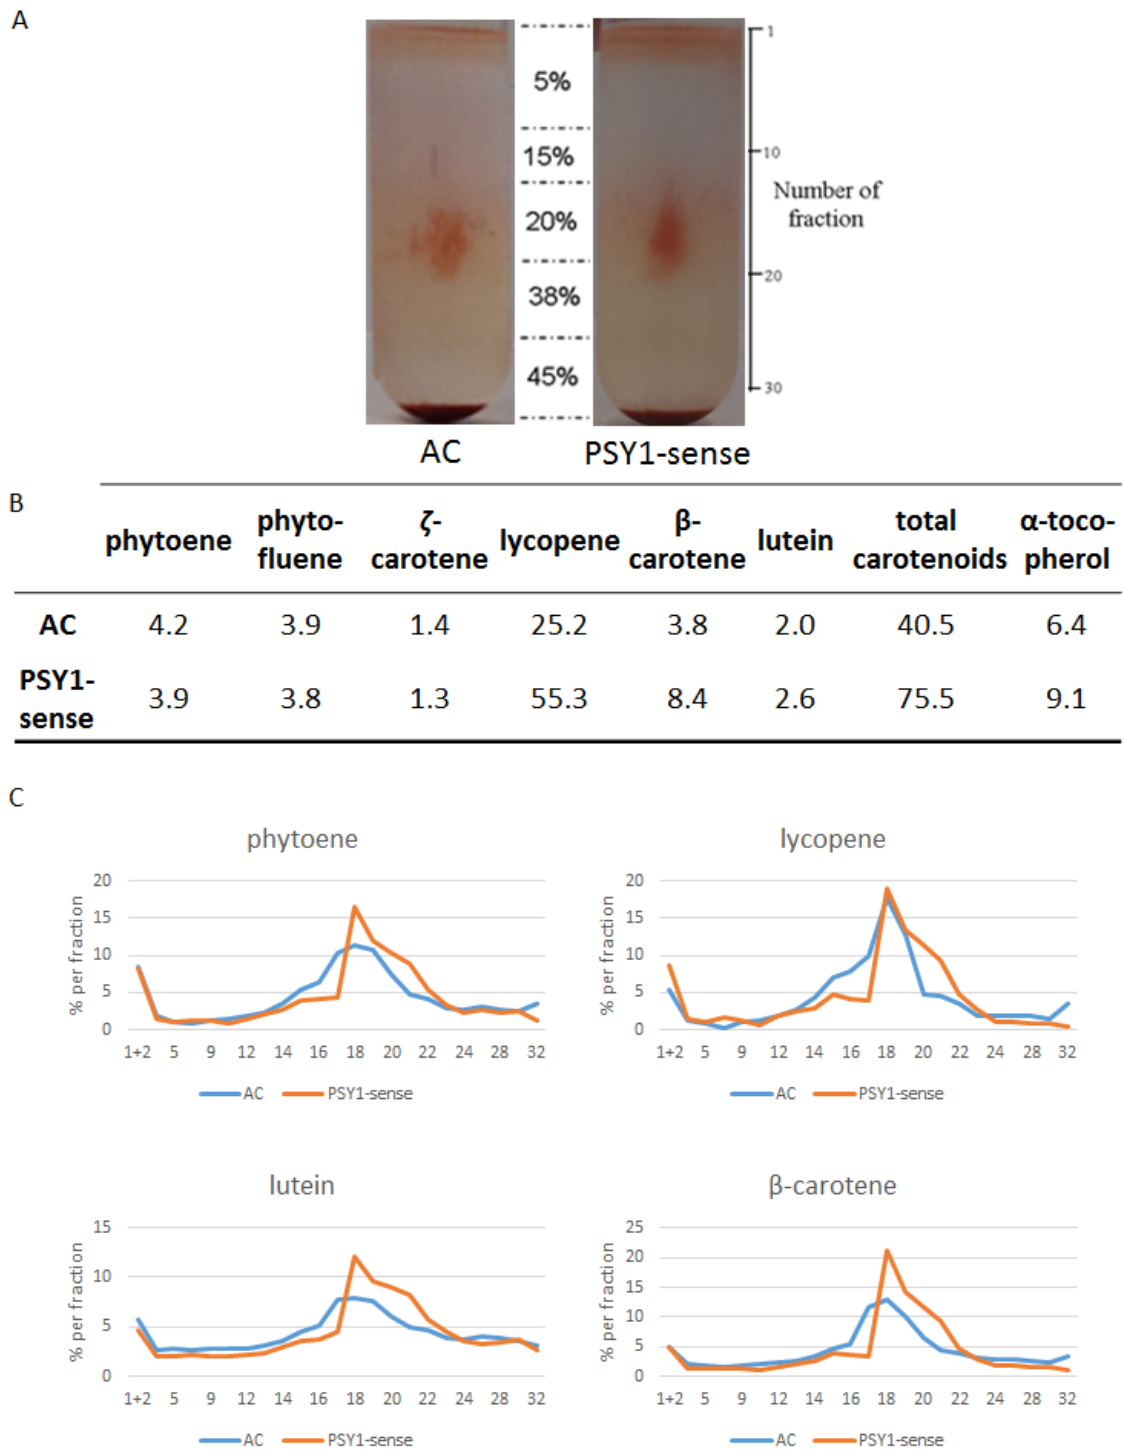 A
5%
15%
20%
38%
45%
1
10
Number of
fraction
20
30
AC
PSY1-sense
B
phytoene
phyto-
fluene
ζ-
carotene
lycopene
β-
carotene
lutein
total
carotenoids
α-toco-
pherol
AC 4.2 3.9 1.4 25.2 3.8 2.0 40.5 6.4
PSY1-
sense 3.9 3.8 1.3 55.3 8.4 2.6 75.5 9.1
C
phytoene
% per fraction
20
15
10
5
0
1+2 5 9 12 14 16 18 20 22 24 28 32
AC PSY1-sense
lycopene
% per fraction
20
15
10
5
0
1+2 5 9 12 14 16 18 20 22 24 28 32
AC PSY1-sense
lutein
% per fraction
15
10
5
0
1+2 5 9 12 14 16 18 20 22 24 28 32
AC PSY1-sense
β-carotene
% per fraction
25
20
15
10
5
0
1+2 5 9 12 14 16 18 20 22 24 28 32
AC PSY1-sense